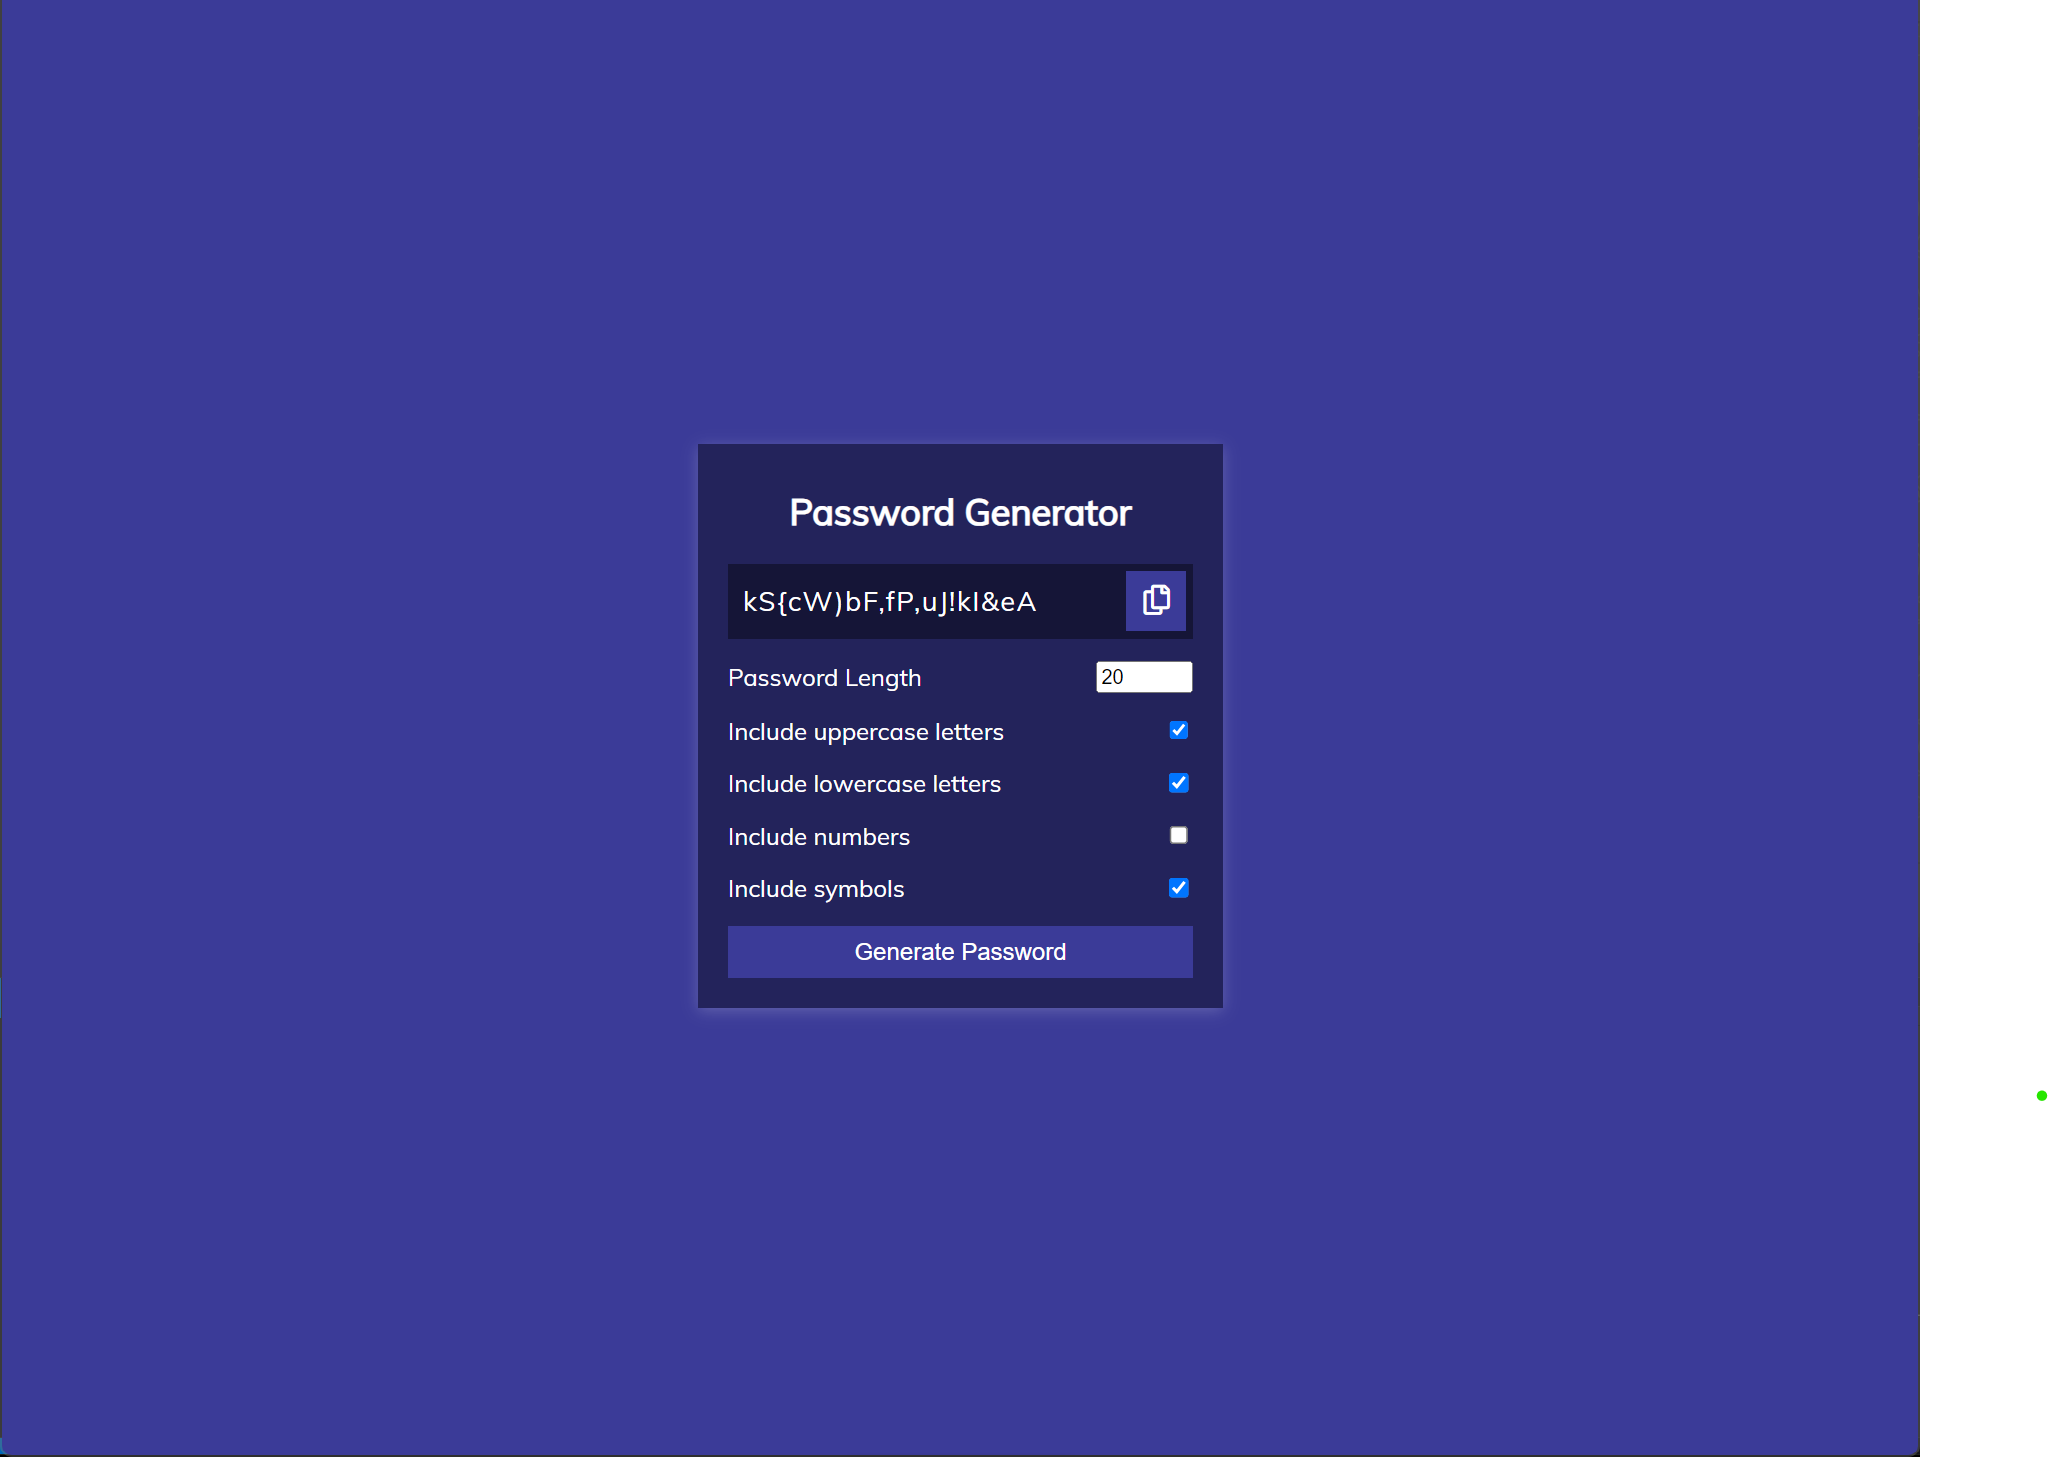 Password Generator
kS{cW)bF,fP,uJ!kI&eA
Password Length
20
Include uppercase letters
Include lowercase letters
Include numbers
Include symbols
Generate Password